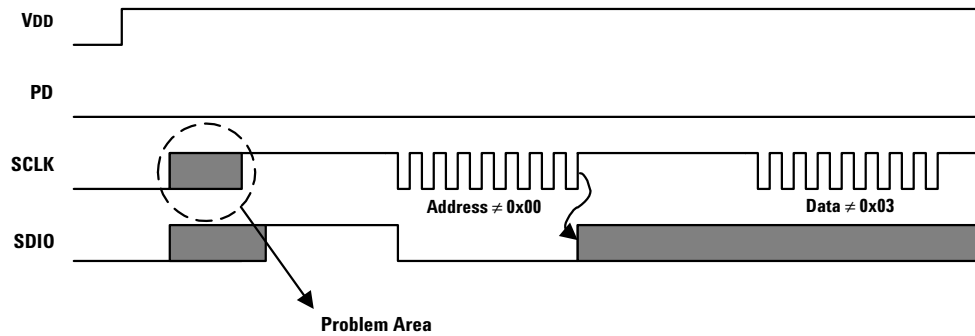 VDD
PD
SCLK
Address ≠ 0x00
Data ≠ 0x03
SDIO
Problem Area